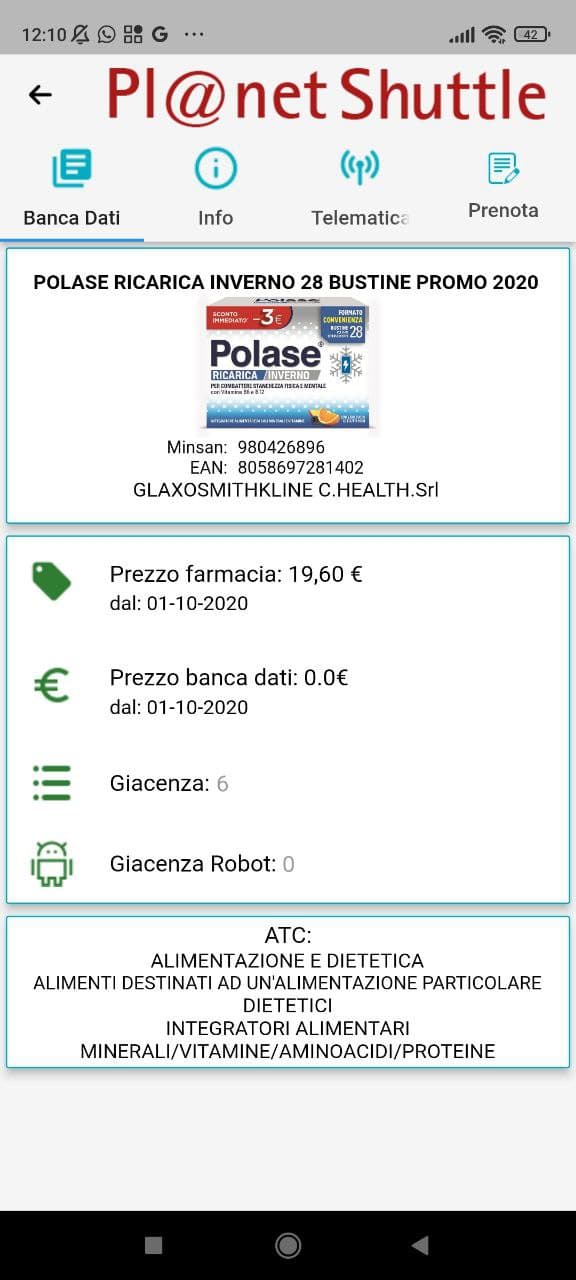 12:10 G ...
42
Pl@net Shuttle
Banca Dati
Info
Telematica
Prenota
POLASE RICARICA INVERNO 28 BUSTINE PROMO 2020
SCONTO
IMMEDIATO -3€
FORMATO
CONVENIENZA
BUSTINE
28
Polase®
RICARICA INVERNO
PER COMBATTERE STANCHEZZA FISICA E MENTALE
con Vitamine B6 e B12
Minsan: 980426896
EAN: 8058697281402
GLAXOSMITHKLINE C.HEALTH.Srl
Prezzo farmacia: 19,60 €
dal: 01-10-2020
Prezzo banca dati: 0.0€
dal: 01-10-2020
Giacenza: 6
Giacenza Robot: 0
ATC:
ALIMENTAZIONE E DIETETICA
ALIMENTI DESTINATI AD UN'ALIMENTAZIONE PARTICOLARE
DIETETICI
INTEGRATORI ALIMENTARI
MINERALI/VITAMINE/AMINOACIDI/PROTEINE